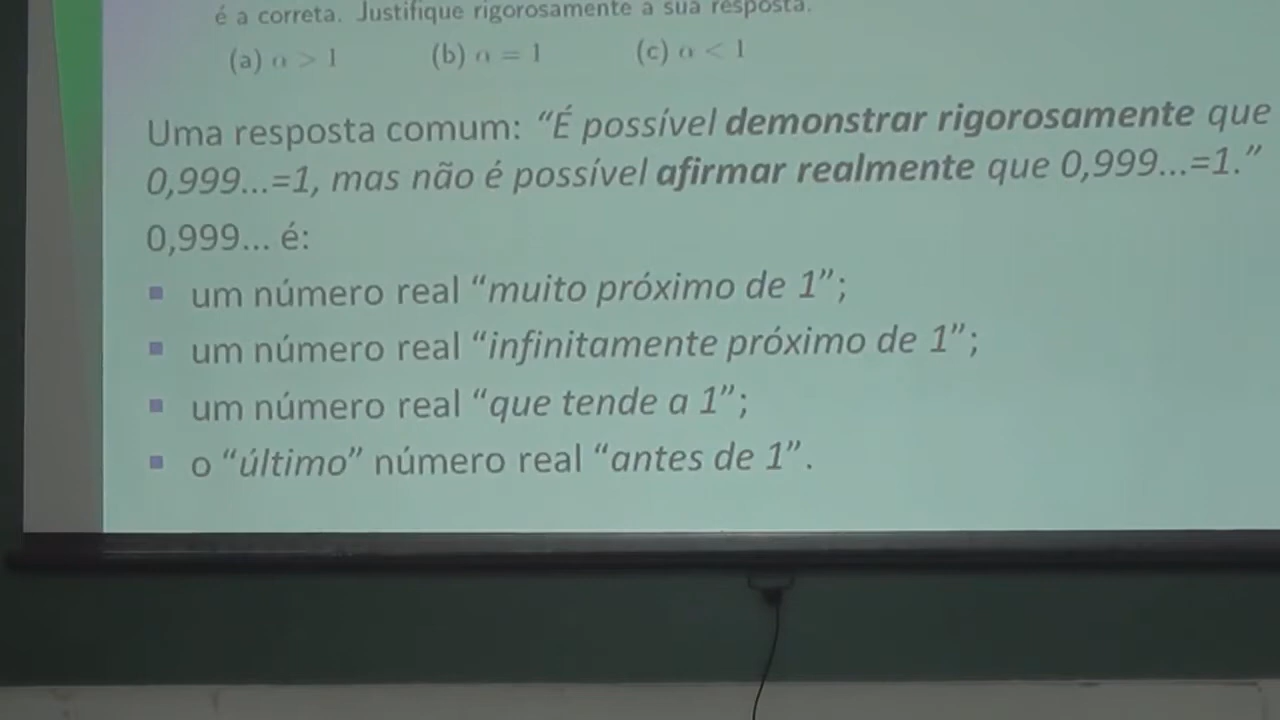 é a correta. Justifique rigorosamente a sua resposta.
(a) α > 1 (b) α = 1 (c) α < 1
Uma resposta comum: “É possível demonstrar rigorosamente que
0,999...=1, mas não é possível afirmar realmente que 0,999...=1.”
0,999... é:
▪ um número real “muito próximo de 1”;
▪ um número real “infinitamente próximo de 1”;
▪ um número real “que tende a 1”;
▪ o “último” número real “antes de 1”.